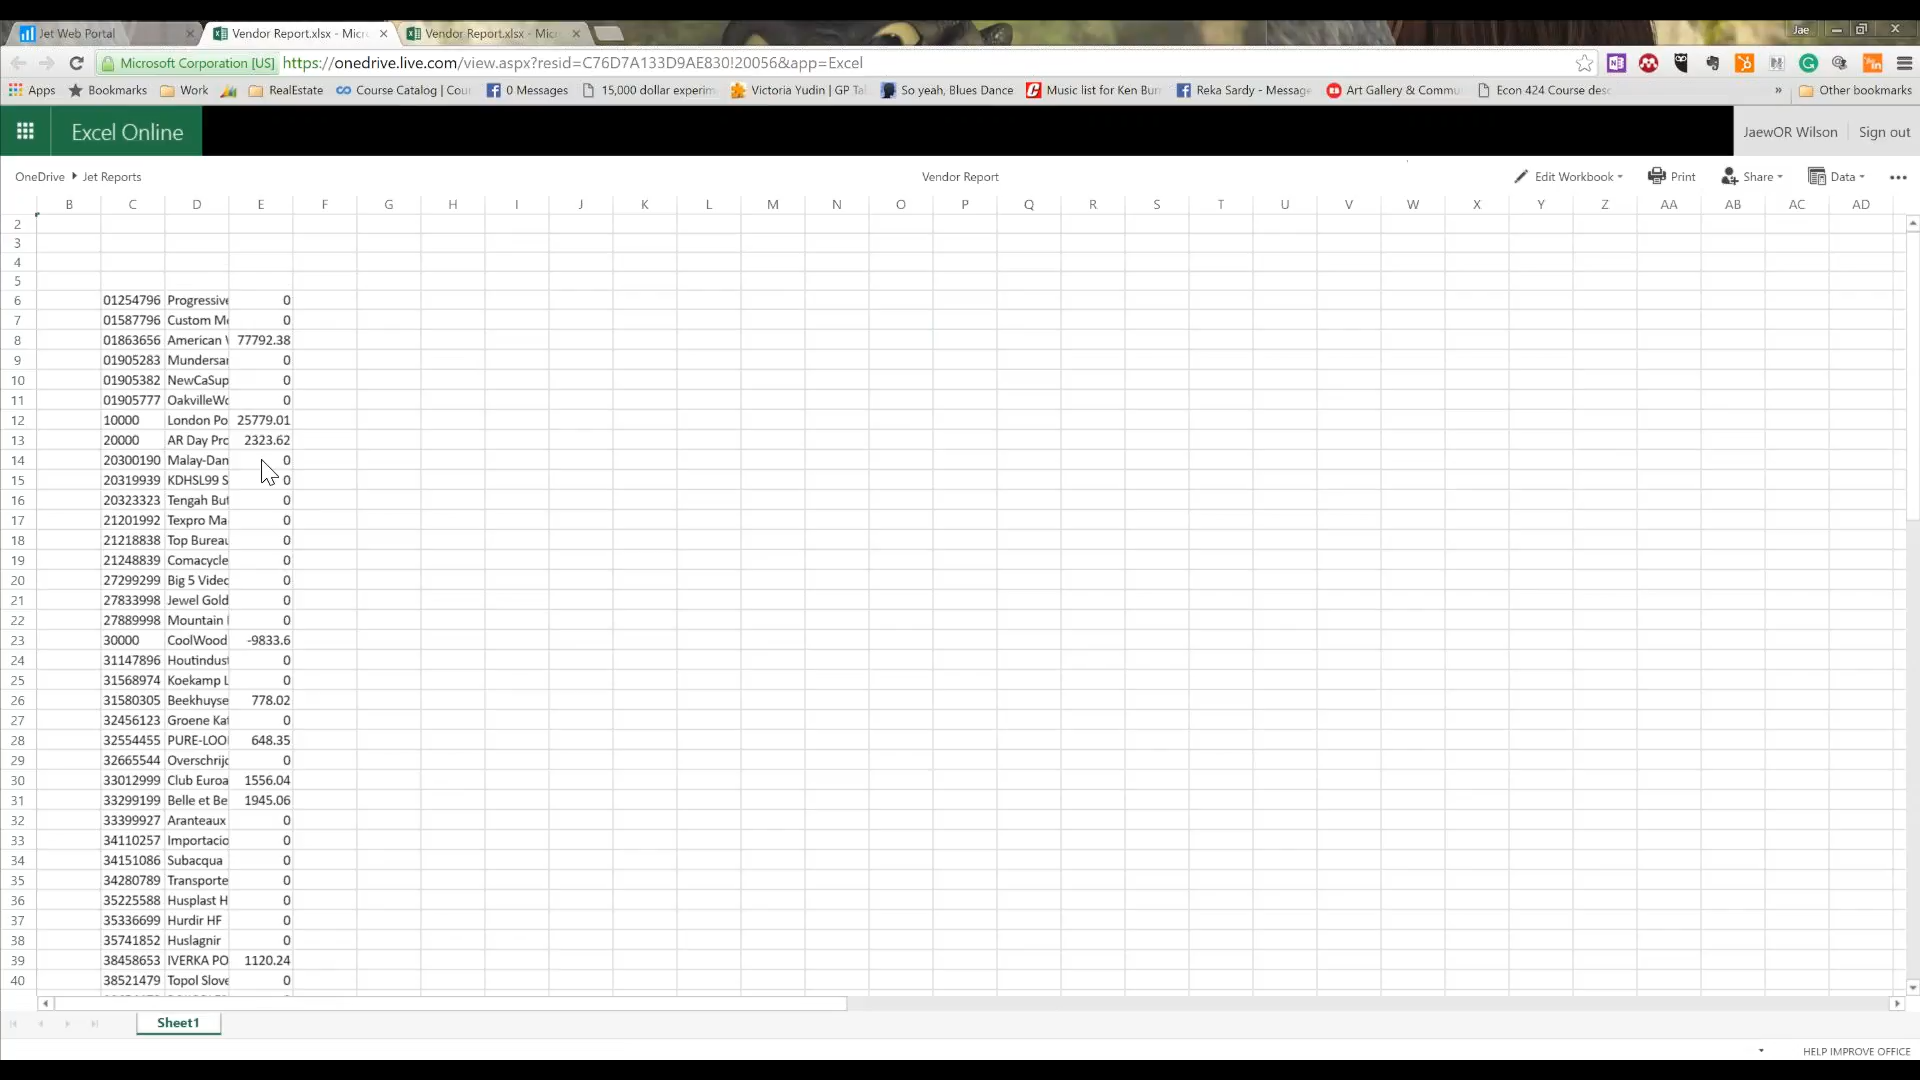 Jet Web Portal Vendor Report.xlsx - Micr Vendor Report.xlsx - Mic Jae
Microsoft Corporation [US] https://onedrive.live.com/view.aspx?resid=C76D7A133D9AE830!20056&app=Excel
Apps Bookmarks Work RealEstate Course Catalog | Cou 0 Messages 15,000 dollar experim Victoria Yudin | GP Tal So yeah, Blues Dance Music list for Ken Burn Reka Sardy - Message Art Gallery & Commu Econ 424 Course desc » Other bookmarks
Excel Online JaewOR Wilson Sign out
OneDrive Jet Reports Vendor Report Edit Workbook Print Share Data
B C D E F G H I J K L M N O P Q R S T U V W X Y Z AA AB AC AD
2
3
4
5
6 01254796 Progressive 0
7 01587796 Custom Me 0
8 01863656 American V 77792.38
9 01905283 Mundersar 0
10 01905382 NewCaSup 0
11 01905777 OakvilleWo 0
12 10000 London Po 25779.01
13 20000 AR Day Pro 2323.62
14 20300190 Malay-Dan 0
15 20319939 KDHSL99 S 0
16 20323323 Tengah But 0
17 21201992 Texpro Ma 0
18 21218838 Top Bureau 0
19 21248839 Comacycle 0
20 27299299 Big 5 Video 0
21 27833998 Jewel Gold 0
22 27889998 Mountain 0
23 30000 CoolWood -9833.6
24 31147896 Houtindust 0
25 31568974 Koekamp L 0
26 31580305 Beekhuyse 778.02
27 32456123 Groene Kat 0
28 32554455 PURE-LOO 648.35
29 32665544 Overschrijd 0
30 33012999 Club Euroa 1556.04
31 33299199 Belle et Be 1945.06
32 33399927 Aranteaux 0
33 34110257 Importacio 0
34 34151086 Subacqua 0
35 34280789 Transporte 0
36 35225588 Husplast H 0
37 35336699 Hurdir HF 0
38 35741852 Huslagnir 0
39 38458653 IVERKA PO 1120.24
40 38521479 Topol Slove 0
Sheet1
HELP IMPROVE OFFICE